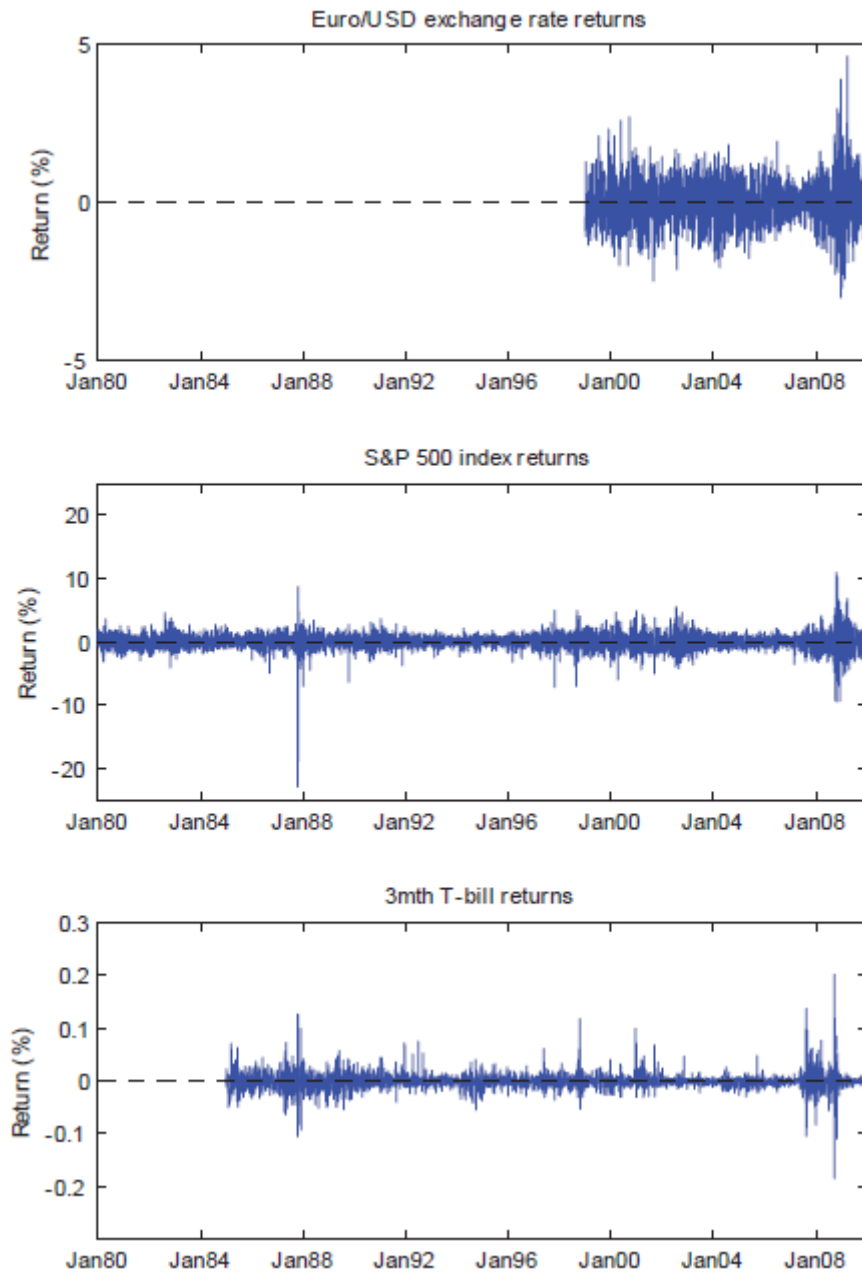 Euro/USD exchange rate returns
5
0
-5
Return (%)
Jan80 Jan84 Jan88 Jan92 Jan96 Jan00 Jan04 Jan08
S&P 500 index returns
20
10
0
-10
-20
Return (%)
Jan80 Jan84 Jan88 Jan92 Jan96 Jan00 Jan04 Jan08
3mth T-bill returns
0.3
0.2
0.1
0
-0.1
-0.2
Return (%)
Jan80 Jan84 Jan88 Jan92 Jan96 Jan00 Jan04 Jan08